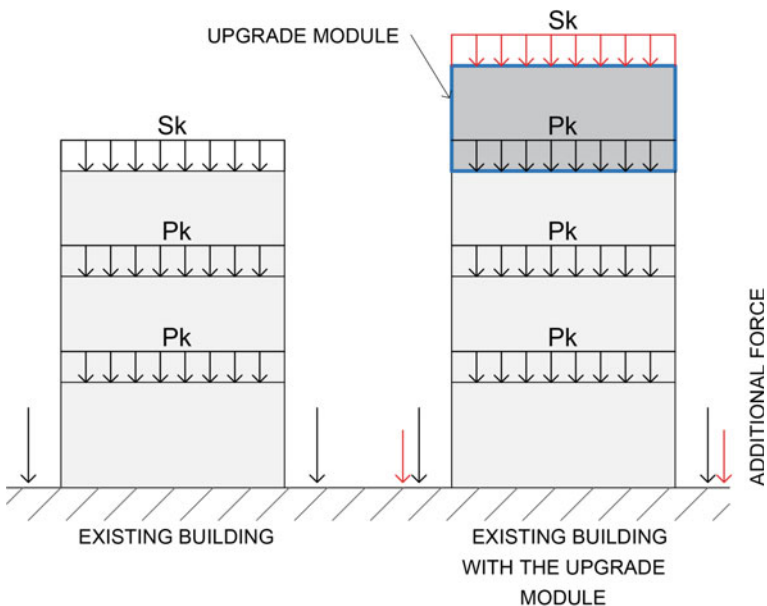 Sk
UPGRADE MODULE
Sk
Pk
Pk
Pk
Pk
Pk
ADDITIONAL FORCE
EXISTING BUILDING
EXISTING BUILDING
WITH THE UPGRADE
MODULE